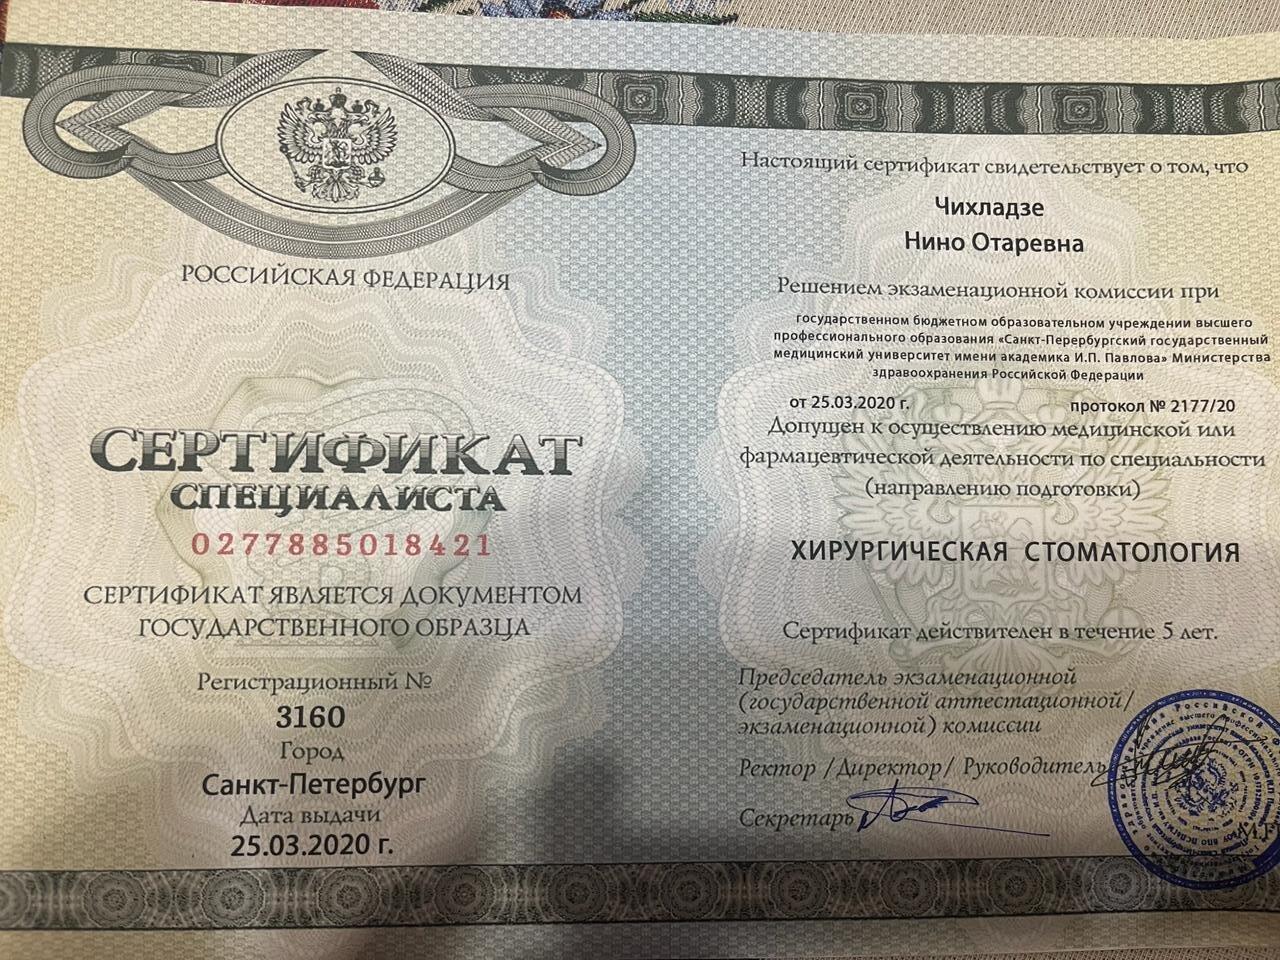 РОССИЙСКАЯ ФЕДЕРАЦИЯ
СЕРТИФИКАТ
СПЕЦИАЛИСТА
0277885018421
СЕРТИФИКАТ ЯВЛЯЕТСЯ ДОКУМЕНТОМ
ГОСУДАРСТВЕННОГО ОБРАЗЦА
Регистрационный №
3160
Город
Санкт-Петербург
Дата выдачи
25.03.2020 г.
Настоящий сертификат свидетельствует о том, что
Чихладзе
Нино Отаревна
Решением экзаменационной комиссии при
государственном бюджетном образовательном учреждении высшего
профессионального образования «Санкт-Перербургский государственный
медицинский университет имени академика И.П. Павлова» Министерства
здравоохранения Российской Федерации
от 25.03.2020 г. протокол № 2177/20
Допущен к осуществлению медицинской или
фармацевтической деятельности по специальности
(направлению подготовки)
ХИРУРГИЧЕСКАЯ СТОМАТОЛОГИЯ
Сертификат действителен в течение 5 лет.
Председатель экзаменационной
(государственной аттестационной/
экзаменационной) комиссии
Ректор /Директор/ Руководитель
Секретарь